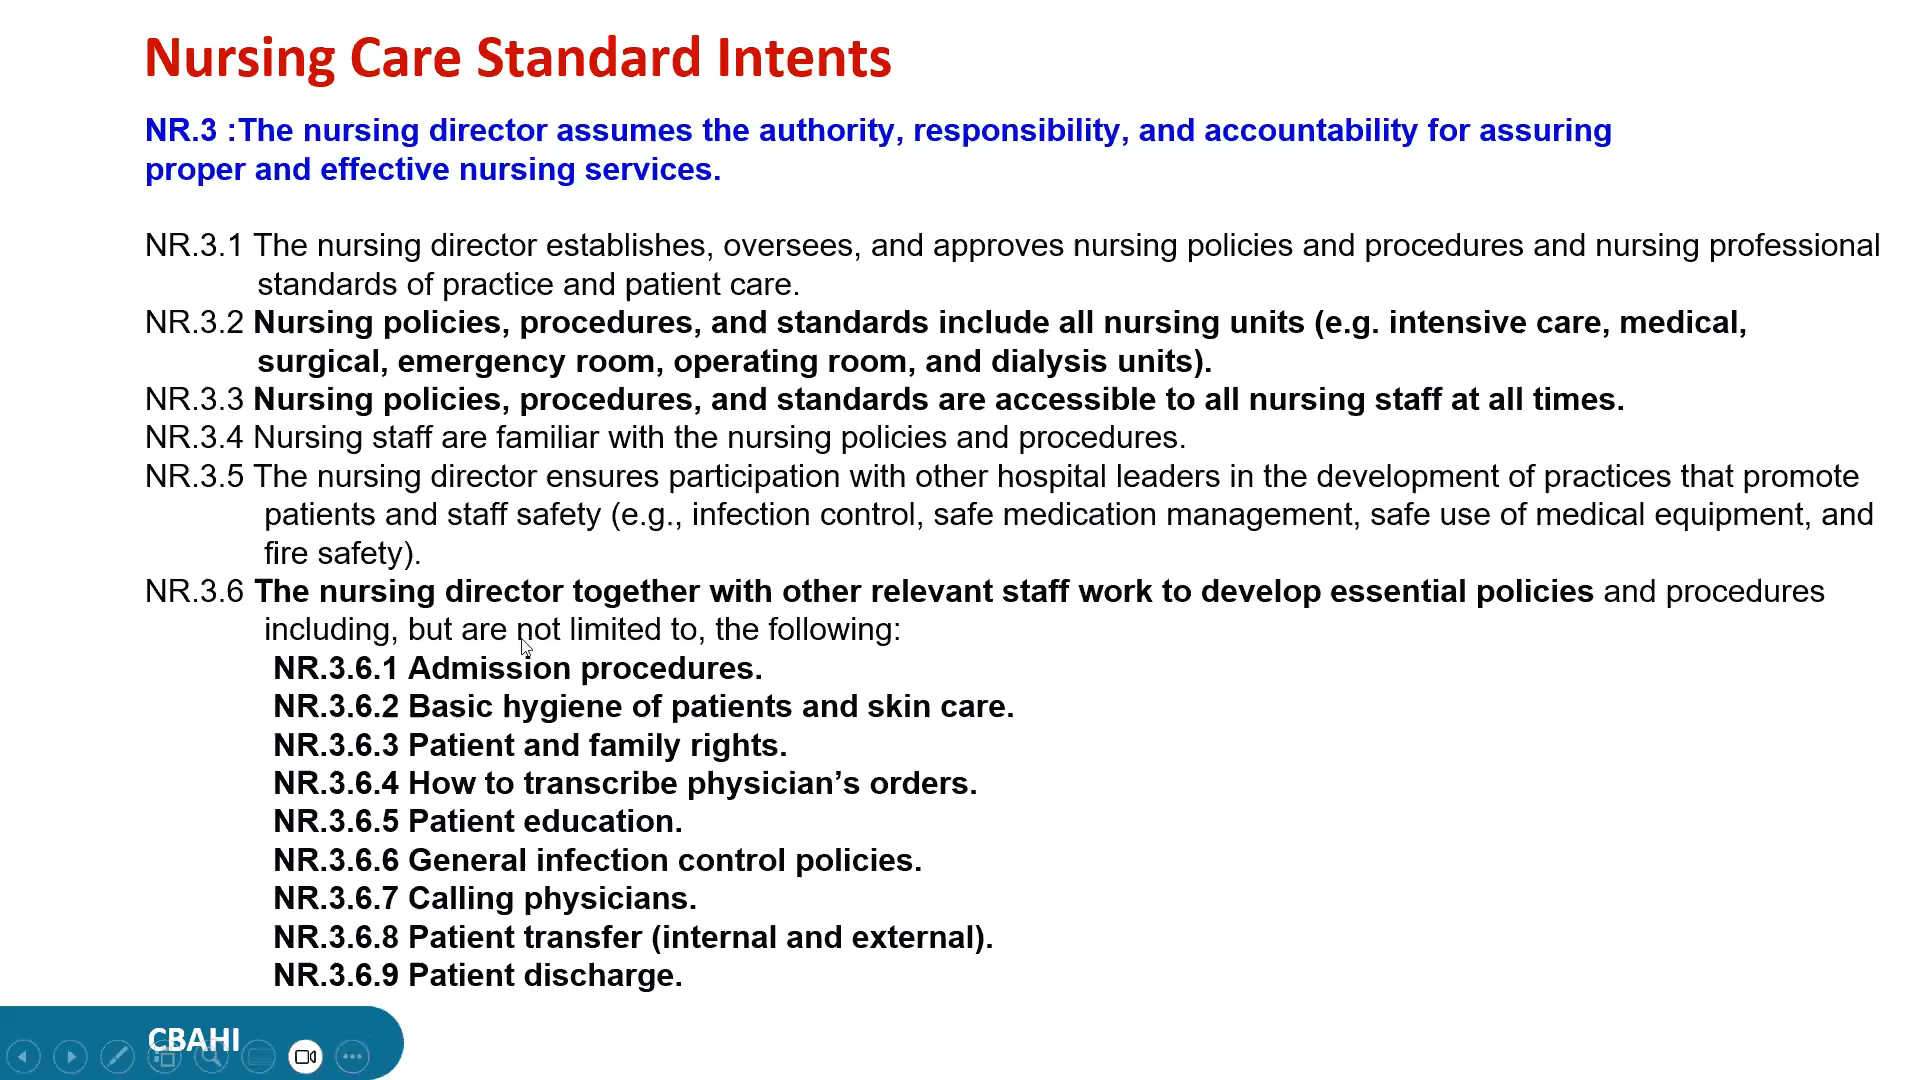 Nursing Care Standard Intents
NR.3 :The nursing director assumes the authority, responsibility, and accountability for assuring
proper and effective nursing services.
NR.3.1 The nursing director establishes, oversees, and approves nursing policies and procedures and nursing professional
standards of practice and patient care.
NR.3.2 Nursing policies, procedures, and standards include all nursing units (e.g. intensive care, medical,
surgical, emergency room, operating room, and dialysis units).
NR.3.3 Nursing policies, procedures, and standards are accessible to all nursing staff at all times.
NR.3.4 Nursing staff are familiar with the nursing policies and procedures.
NR.3.5 The nursing director ensures participation with other hospital leaders in the development of practices that promote
patients and staff safety (e.g., infection control, safe medication management, safe use of medical equipment, and
fire safety).
NR.3.6 The nursing director together with other relevant staff work to develop essential policies and procedures
including, but are not limited to, the following:
NR.3.6.1 Admission procedures.
NR.3.6.2 Basic hygiene of patients and skin care.
NR.3.6.3 Patient and family rights.
NR.3.6.4 How to transcribe physician’s orders.
NR.3.6.5 Patient education.
NR.3.6.6 General infection control policies.
NR.3.6.7 Calling physicians.
NR.3.6.8 Patient transfer (internal and external).
NR.3.6.9 Patient discharge.
CBAHI